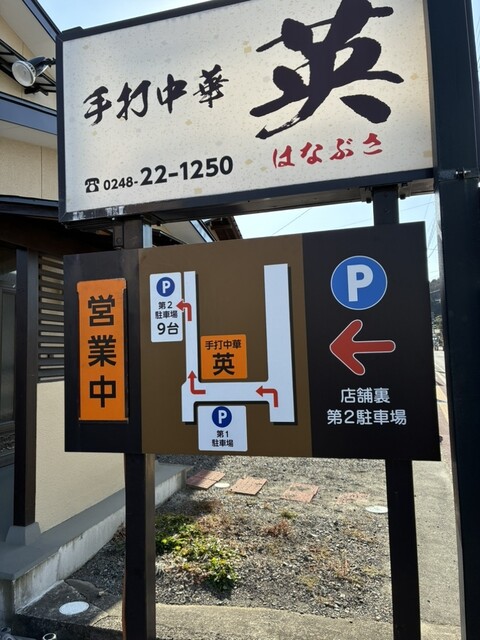 手打中華 英
はなぶさ
☎0248-22-1250
営業中
P
第2
駐車場
9台
手打中華
英
P
第1
駐車場
P
店舗裏
第2駐車場